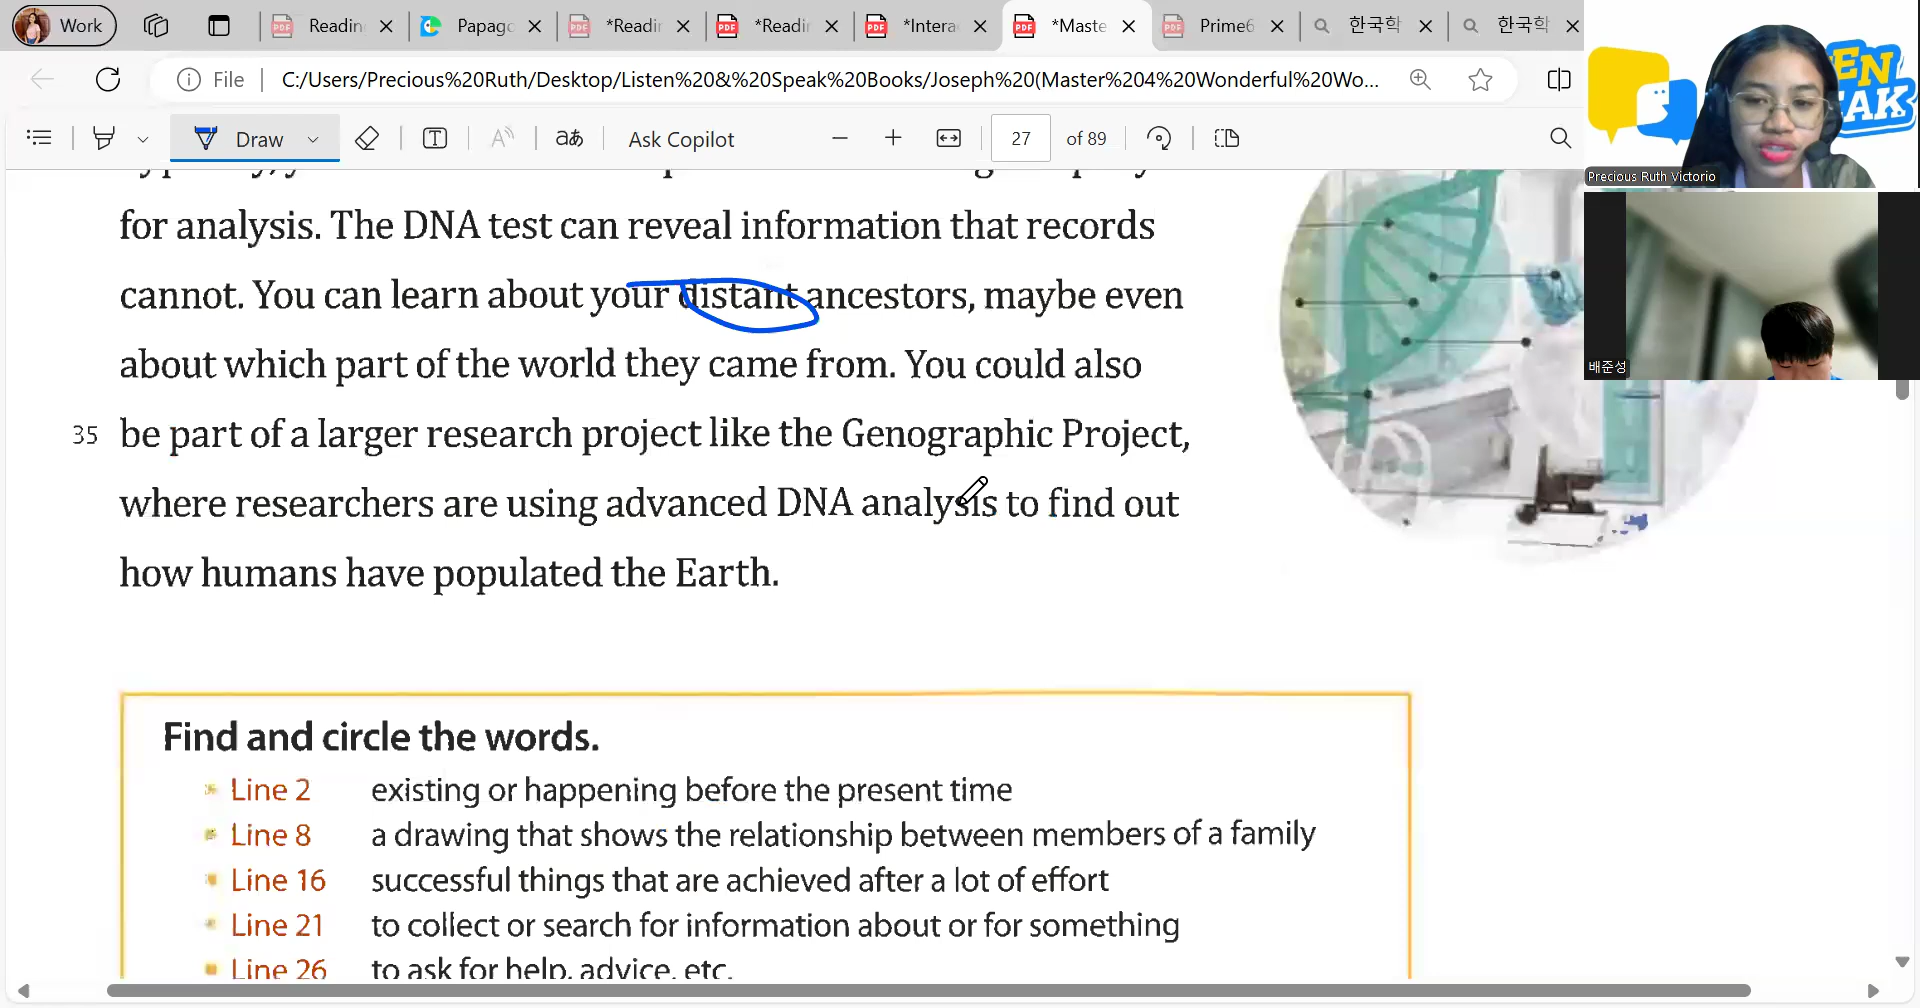 Work
Reading
Papago
*Readin
*Readin
*Intera
*Master
Prime6
한국학
한국학
File
C:/Users/Precious%20Ruth/Desktop/Listen%20&%20Speak%20Books/Joseph%20(Master%204%20Wonderful%20Wo...
Draw
Ask Copilot
27 of 89
EN
EAK
Precious Ruth Victorio
배준성
for analysis. The DNA test can reveal information that records
cannot. You can learn about your distant ancestors, maybe even
about which part of the world they came from. You could also
35 be part of a larger research project like the Genographic Project,
where researchers are using advanced DNA analysis to find out
how humans have populated the Earth.
Find and circle the words.
Line 2 existing or happening before the present time
Line 8 a drawing that shows the relationship between members of a family
Line 16 successful things that are achieved after a lot of effort
Line 21 to collect or search for information about or for something
Line 26 to ask for help, advice, etc.